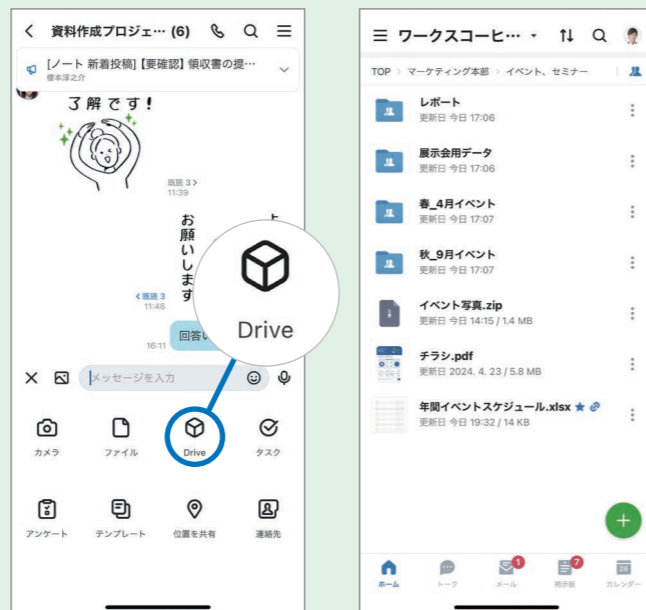 資料作成プロジェ… (6)
[ノート 新着投稿]【要確認】領収書の提…
榎本淳之介
了解です!
既読 3
11:39
お願いします
既読 3
11:46
Drive
回答い
16:11
メッセージを入力
カメラ
ファイル
Drive
タスク
アンケート
テンプレート
位置を共有
連絡先
ワークスコーヒ…
TOP
マーケティング本部
イベント、セミナー
レポート
更新日 今日 17:06
展示会用データ
更新日 今日 17:06
春_4月イベント
更新日 今日 17:07
秋_9月イベント
更新日 今日 17:07
イベント写真.zip
更新日 今日 14:15 / 1.4 MB
チラシ.pdf
更新日 2024. 4. 23 / 5.8 MB
年間イベントスケジュール.xlsx
更新日 今日 19:32 / 14 KB
1
7
26
ホーム
トーク
メール
掲示板
カレンダー